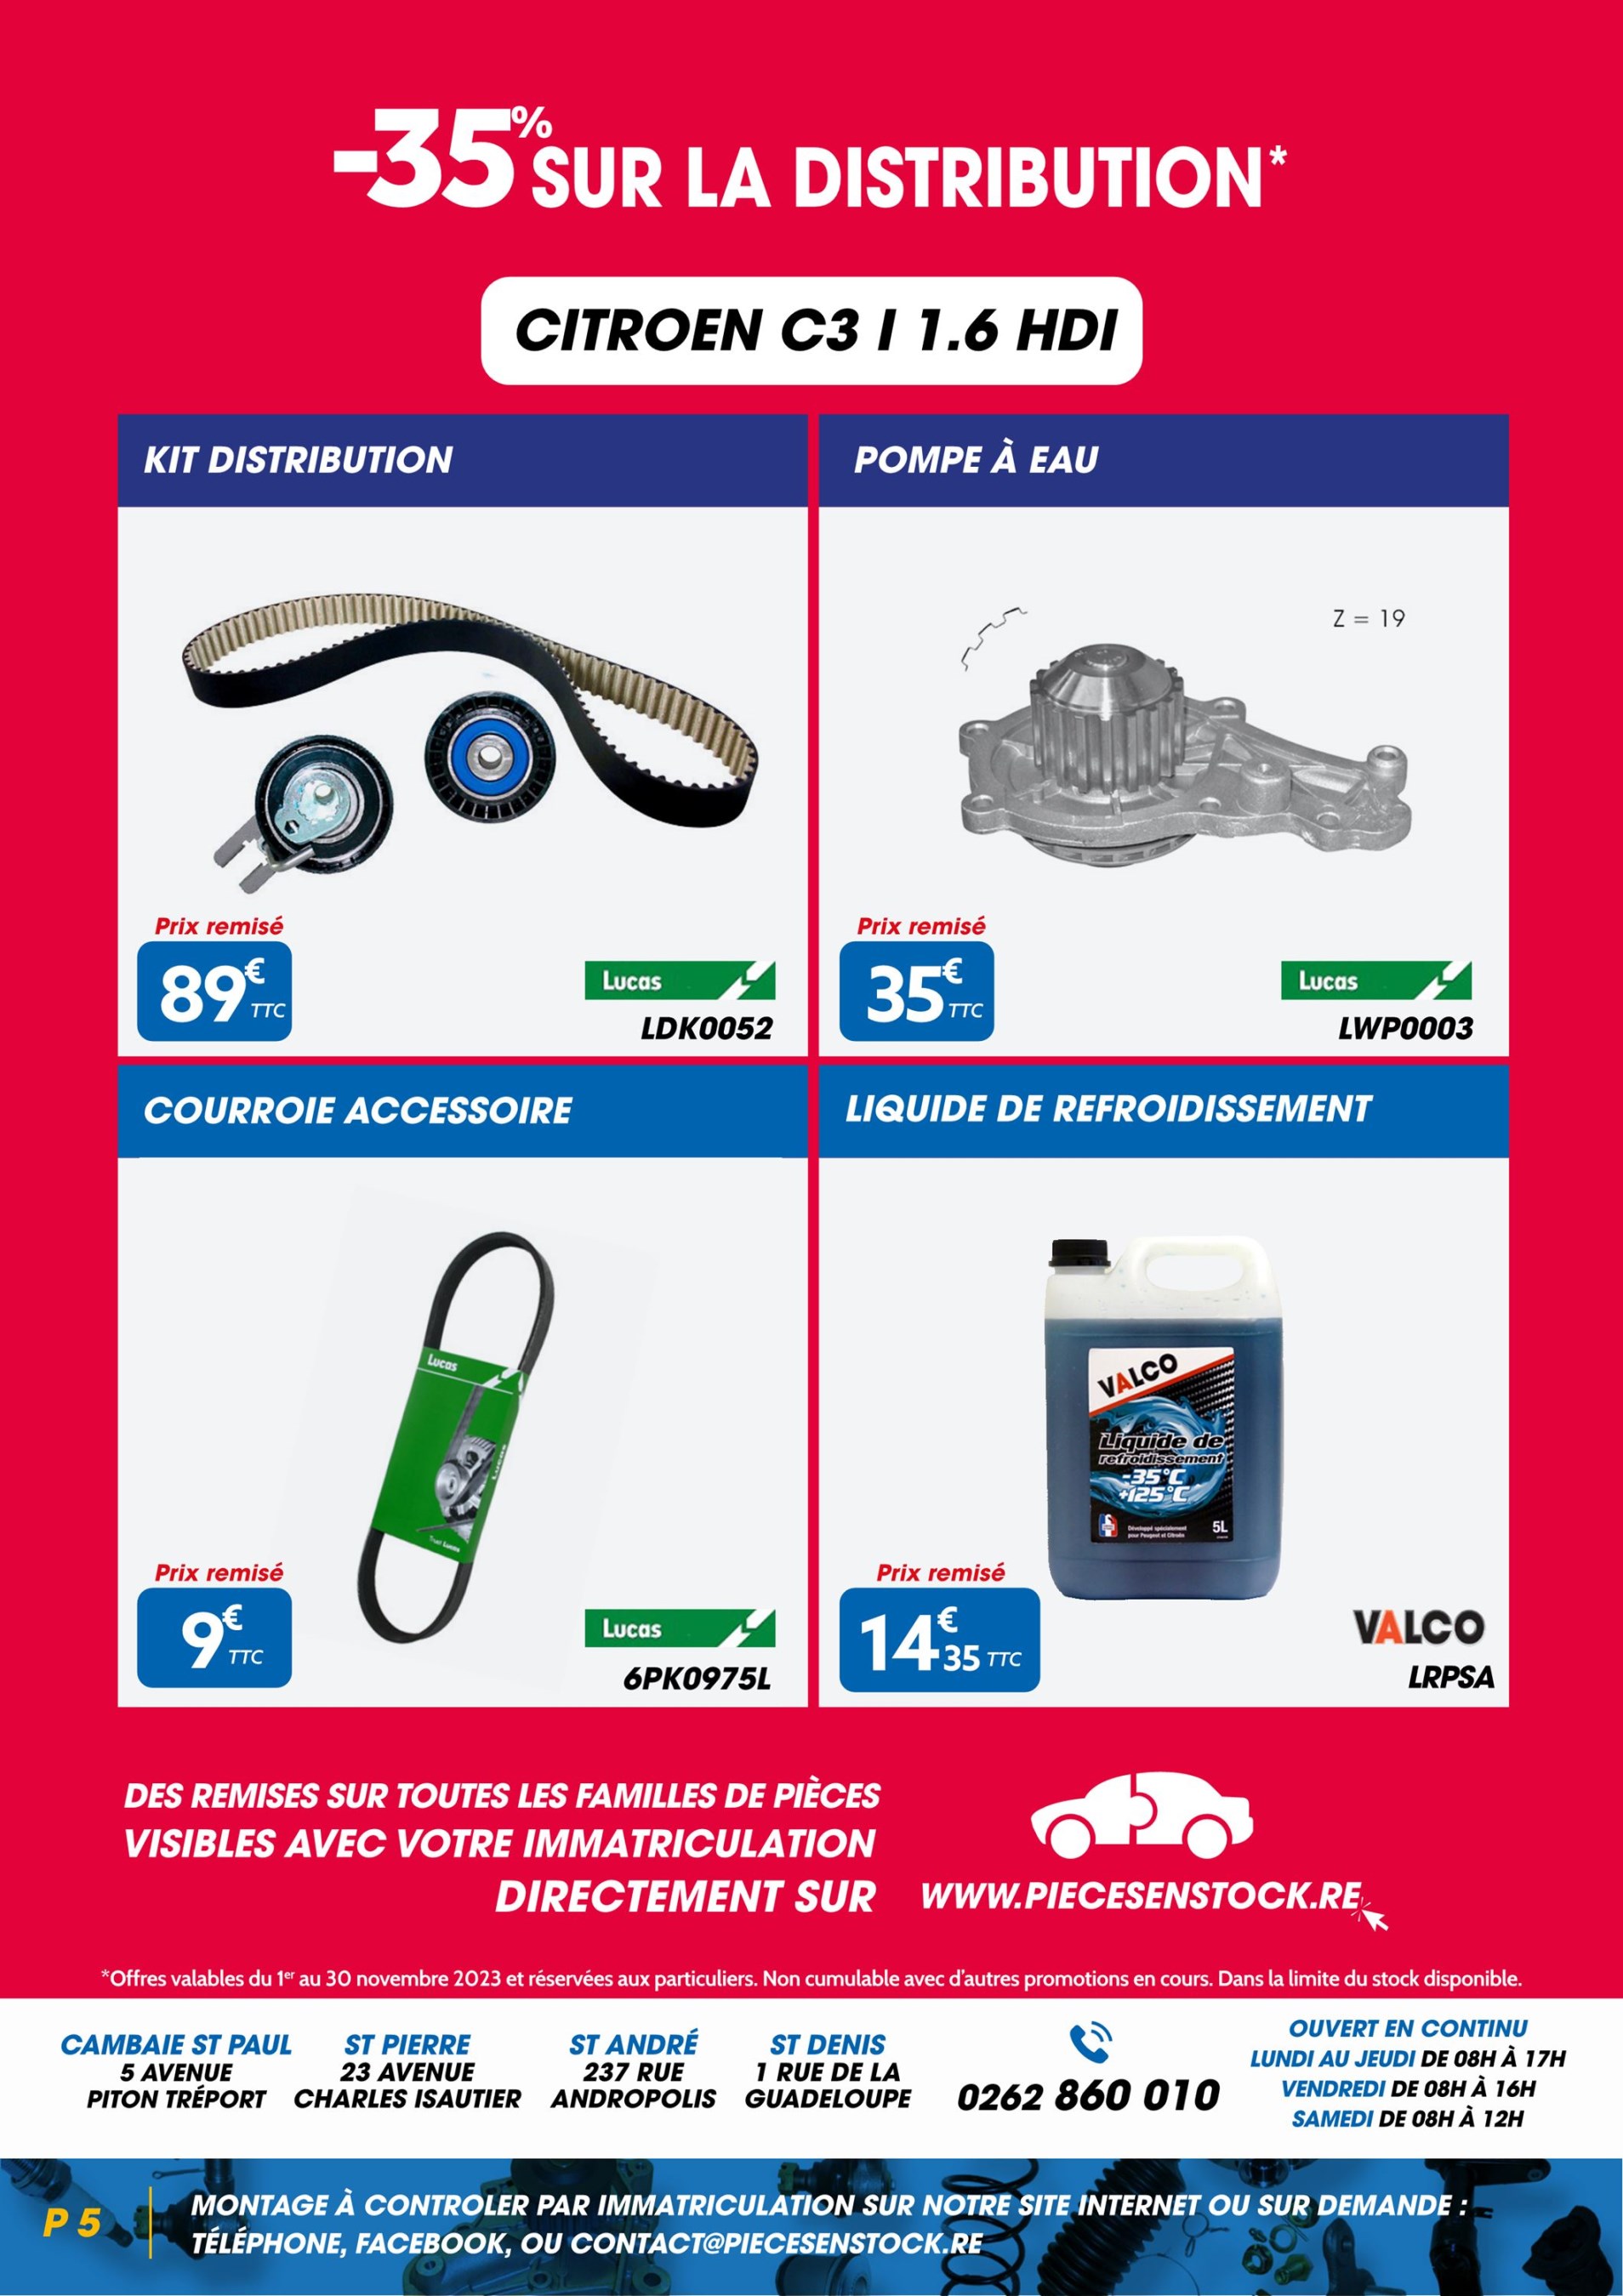 -35% SUR LA DISTRIBUTION*
CITROEN C3 I 1.6 HDI
KIT DISTRIBUTION
Prix remisé
89€ TTC
Lucas
LDK0052
POMPE À EAU
Z = 19
Prix remisé
35€ TTC
Lucas
LWP0003
COURROIE ACCESSOIRE
Lucas
Lucas
Trust Lucas
Prix remisé
9€ TTC
Lucas
6PK0975L
LIQUIDE DE REFROIDISSEMENT
VALCO
Liquide de
refroidissement
-35°C
+125°C
Développé spécialement
pour Peugeot et Citroën
5L
Prix remisé
14€35 TTC
VALCO
LRPSA
DES REMISES SUR TOUTES LES FAMILLES DE PIÈCES
VISIBLES AVEC VOTRE IMMATRICULATION
DIRECTEMENT SUR
WWW.PIECESENSTOCK.RE
*Offres valables du 1er au 30 novembre 2023 et réservées aux particuliers. Non cumulable avec d'autres promotions en cours. Dans la limite du stock disponible.
CAMBAIE ST PAUL
5 AVENUE
PITON TRÉPORT
ST PIERRE
23 AVENUE
CHARLES ISAUTIER
ST ANDRÉ
237 RUE
ANDROPOLIS
ST DENIS
1 RUE DE LA
GUADELOUPE
0262 860 010
OUVERT EN CONTINU
LUNDI AU JEUDI DE 08H À 17H
VENDREDI DE 08H À 16H
SAMEDI DE 08H À 12H
P 5
MONTAGE À CONTROLER PAR IMMATRICULATION SUR NOTRE SITE INTERNET OU SUR DEMANDE :
TÉLÉPHONE, FACEBOOK, OU CONTACT@PIECESENSTOCK.RE